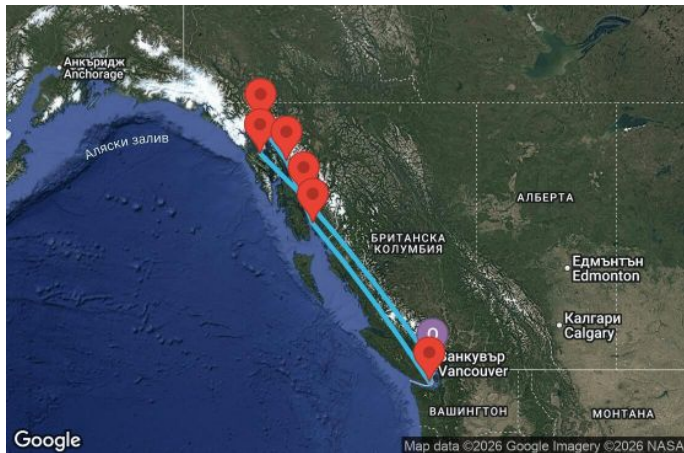 Анкъридж
Anchorage
Аляски залив
АЛБЕРТА
БРИТАНСКА
КОЛУМБИЯ
Едмънтън
Edmonton
Калгари
Calgary
Ванкувър
Vancouver
ВАШИНГТОН
МОНТАНА
Google
Map data ©2026 Google Imagery ©2026 NASA